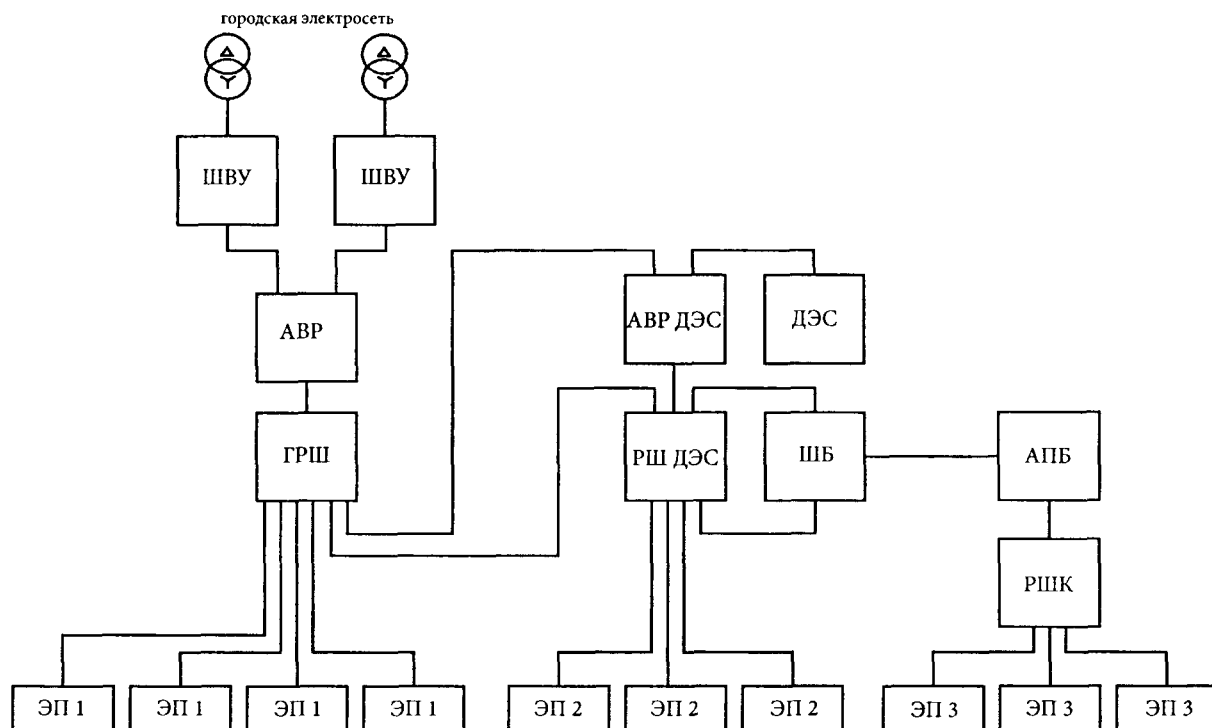 городская электросеть
Δ Δ
Y Y
ШВУ ШВУ
АВР
АВР ДЭС ДЭС
ГРШ
РШ ДЭС ШБ АПБ
РШК
ЭП 1 ЭП 1 ЭП 1 ЭП 1 ЭП 2 ЭП 2 ЭП 2 ЭП 3 ЭП 3 ЭП 3